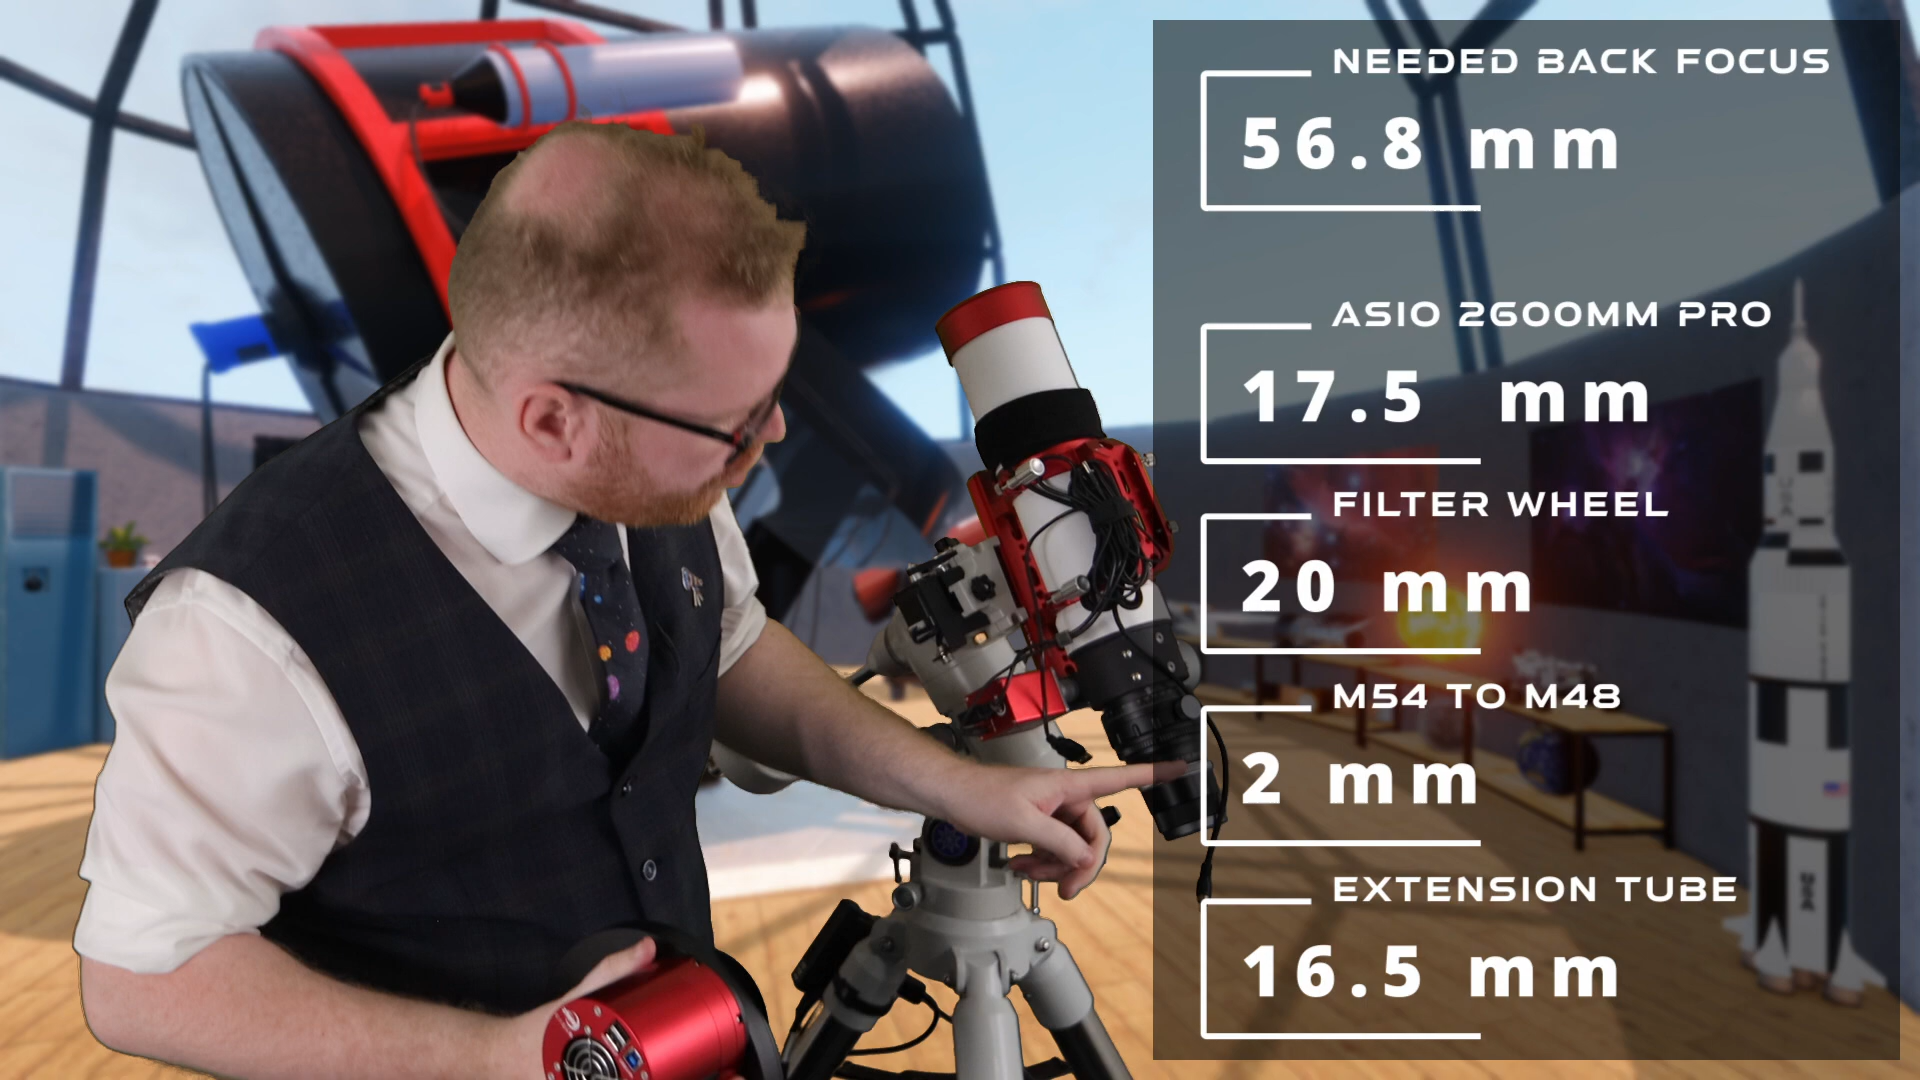 NEEDED BACK FOCUS
56.8 mm
ASIO 2600MM PRO
17.5 mm
FILTER WHEEL
20 mm
M54 TO M48
2 mm
EXTENSION TUBE
16.5 mm